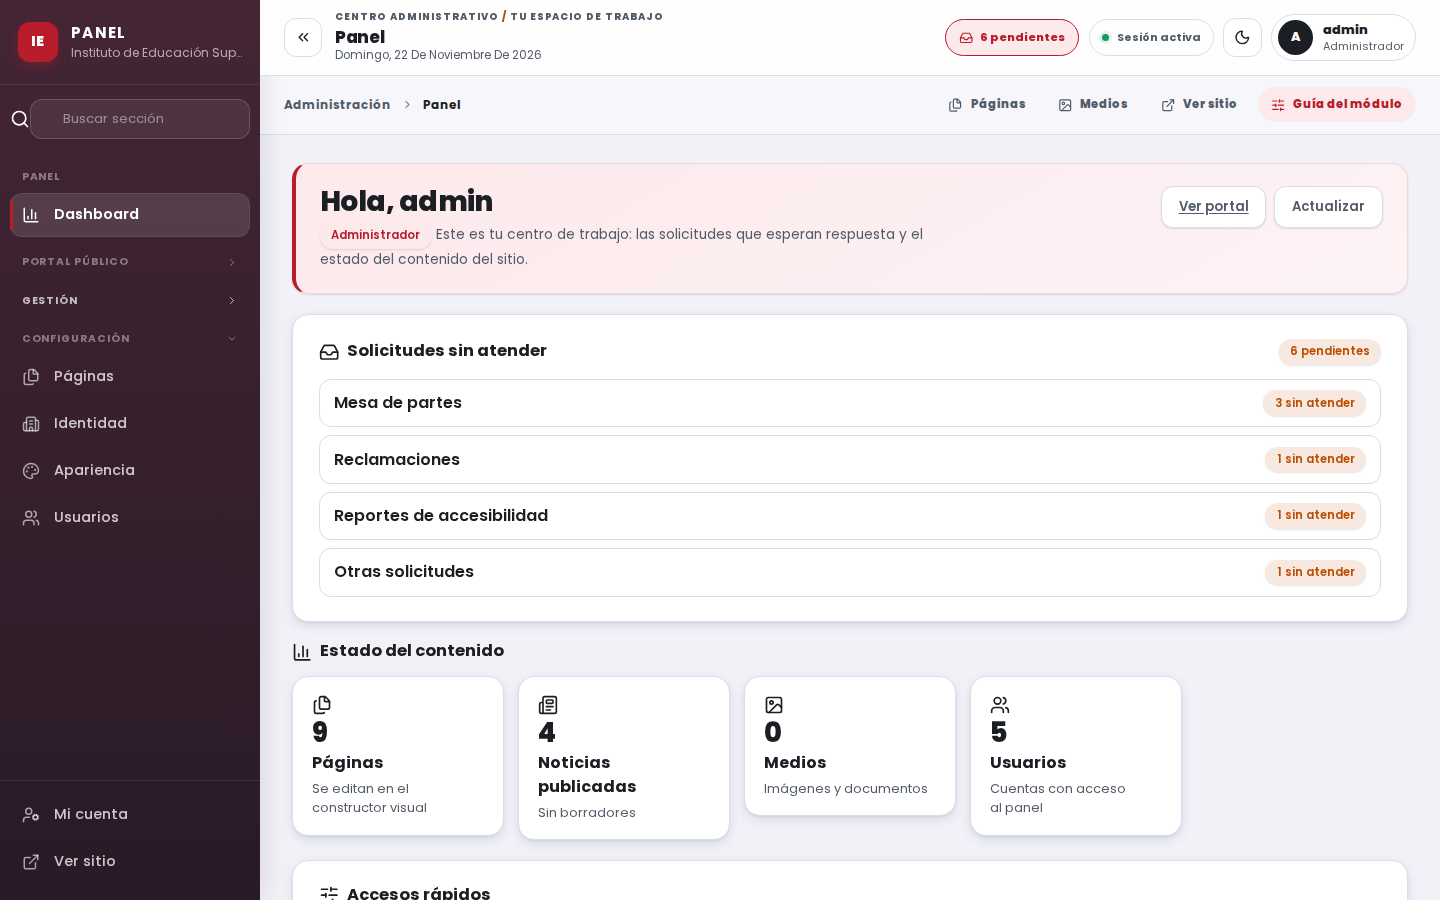 IE
PANEL
Instituto de Educación Sup...
Buscar sección
PANEL
Dashboard
PORTAL PÚBLICO
GESTIÓN
CONFIGURACIÓN
Páginas
Identidad
Apariencia
Usuarios
Mi cuenta
Ver sitio
CENTRO ADMINISTRATIVO / TU ESPACIO DE TRABAJO
Panel
Domingo, 22 De Noviembre De 2026
6 pendientes
Sesión activa
A
admin
Administrador
Administración
Panel
Páginas
Medios
Ver sitio
Guía del módulo
Hola, admin
Administrador Este es tu centro de trabajo: las solicitudes que esperan respuesta y el
estado del contenido del sitio.
Ver portal
Actualizar
Solicitudes sin atender
6 pendientes
Mesa de partes
3 sin atender
Reclamaciones
1 sin atender
Reportes de accesibilidad
1 sin atender
Otras solicitudes
1 sin atender
Estado del contenido
9
Páginas
Se editan en el
constructor visual
4
Noticias
publicadas
Sin borradores
0
Medios
Imágenes y documentos
5
Usuarios
Cuentas con acceso
al panel
Accesos rápidos